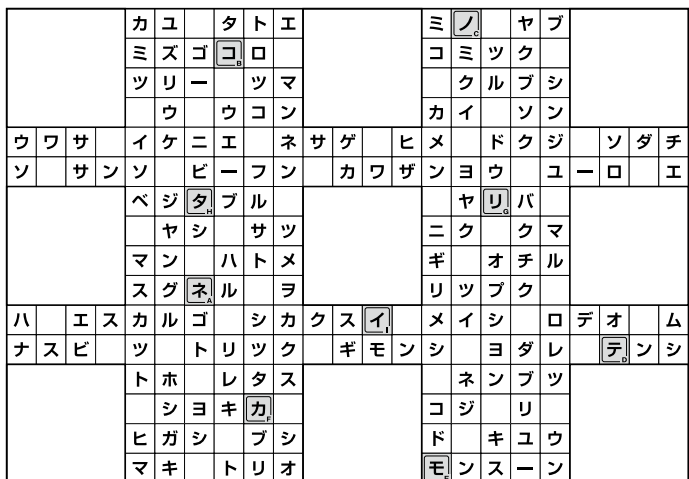 カユ タトエ ミノC ヤブ
ミズゴコBロ コミツク
ツリー ツマ クルブシ
ウ ウコン カイ ソン
ウワサ イケニエ ネサゲ ヒメ ドクジ ソダチ
ソ サンソ ビーフン カワザンヨウ ユーロ エ
ベジタHブル ヤリGバ
ヤシ サツ ニク クマ
マン ハトメ ギ オチル
スグネAル ヲ リツプク
ハ エスカルゴ シカクスイI メイシ ロデオ ム
ナスビ ツ トリツク ギモンシ ヨダレ テDンシ
トホ レタス ネンブツ
シヨキカF コジ リ
ヒガシ ブシ ド キユウ
マキ トリオ モEンスーン